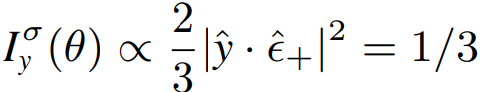 I_y^σ(θ) ∝ 2/3 |ŷ · ε̂₊|² = 1/3